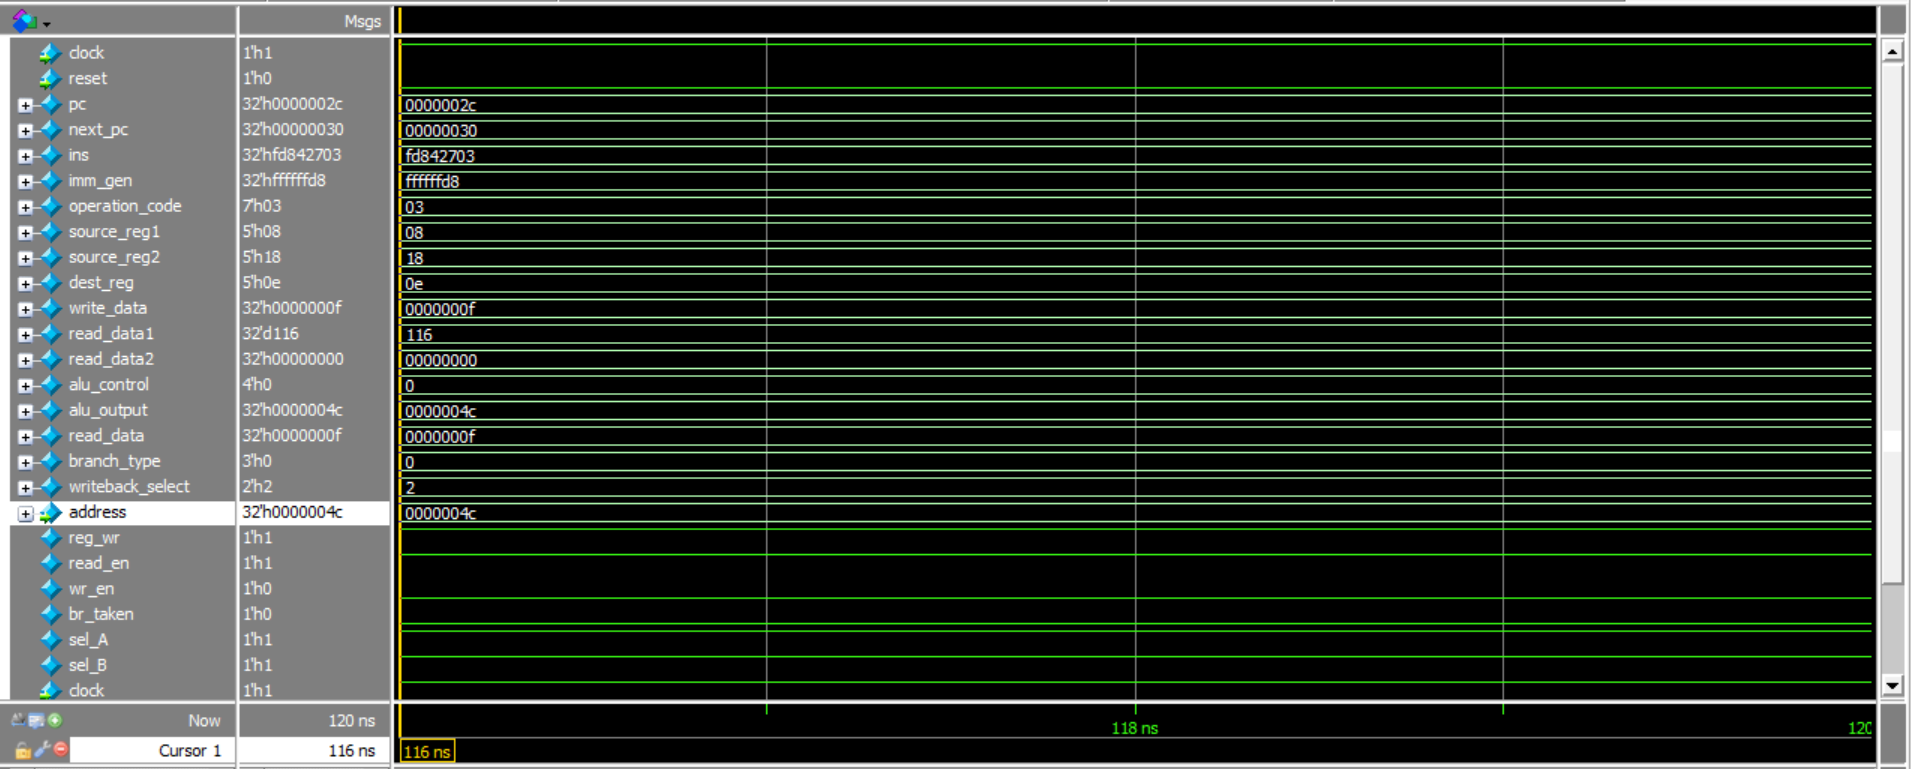 Msgs
clock 1'h1
reset 1'h0
pc 32'h0000002c 0000002c
next_pc 32'h00000030 00000030
ins 32'hfd842703 fd842703
imm_gen 32'hffffffd8 ffffffd8
operation_code 7'h03 03
source_reg1 5'h08 08
source_reg2 5'h18 18
dest_reg 5'h0e 0e
write_data 32'h0000000f 0000000f
read_data1 32'd116 116
read_data2 32'h00000000 00000000
alu_control 4'h0 0
alu_output 32'h0000004c 0000004c
read_data 32'h0000000f 0000000f
branch_type 3'h0 0
writeback_select 2'h2 2
address 32'h0000004c 0000004c
reg_wr 1'h1
read_en 1'h1
wr_en 1'h0
br_taken 1'h0
sel_A 1'h1
sel_B 1'h1
clock 1'h1
Now 120 ns 118 ns 120
Cursor 1 116 ns 116 ns